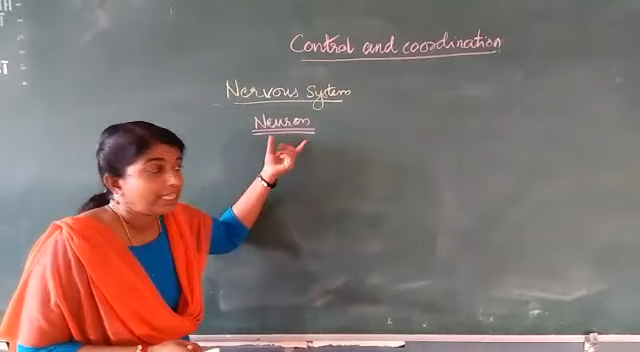 Control and coordination
Nervous System
Neuron